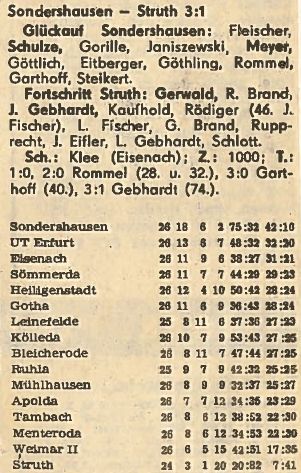 Sondershausen – Struth 3:1
Glückauf Sondershausen: Fleischer,
Schulze, Gorille, Janiszewski, Meyer,
Göttlich, Eitberger, Göthling, Rommel,
Garthoff, Steikert.
Fortschritt Struth: Gerwald, R. Brand,
J. Gebhardt, Kaufhold, Rödiger (46. J.
Fischer), L. Fischer, G. Brand, Rupp-
recht, J. Eifler, L. Gebhardt, Schlott.
Sch.: Klee (Eisenach); Z.: 1000; T.:
1:0, 2:0 Rommel (28. u. 32.), 3:0 Gart-
hoff (40.), 3:1 Gebhardt (74.).
Sondershausen 26 18 6 2 75:32 42:10
UT Erfurt 26 13 6 7 48:32 32:20
Eisenach 26 11 9 6 38:27 31:21
Sömmerda 26 11 7 7 44:29 29:23
Heiligenstadt 26 12 4 10 50:42 28:24
Gotha 26 11 6 9 36:43 28:24
Leinefelde 25 8 11 6 37:36 27:23
Kölleda 26 10 7 9 53:43 27:25
Bleicherode 26 8 11 7 47:44 27:25
Ruhla 25 9 7 9 42:32 25:25
Mühlhausen 26 8 9 9 32:37 25:27
Apolda 26 7 7 12 34:35 23:29
Tambach 26 8 6 12 38:52 22:30
Menteroda 26 8 6 12 34:53 22:30
Weimar II 26 6 5 15 42:51 17:35
Struth 24 3 1 20 20:82 7:41